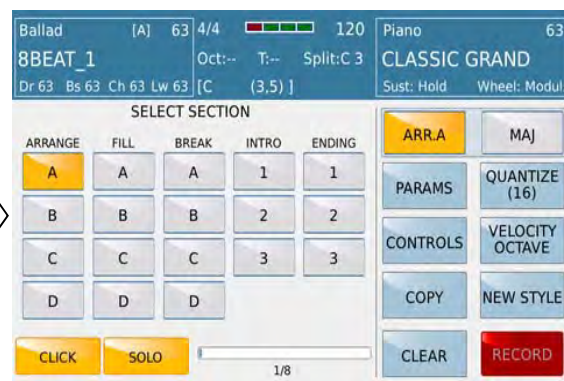 Ballad [A] 63 4/4 120 Piano 63
8BEAT_1 Oct:-- T:-- Split:C 3 CLASSIC GRAND
Dr 63 Bs 63 Ch 63 Lw 63 [C (3,5) ] Sust: Hold Wheel: Modul
SELECT SECTION
ARRANGE FILL BREAK INTRO ENDING
A A A 1 1
B B B 2 2
C C C 3 3
D D D
CLICK SOLO 1/8
ARR.A MAJ
PARAMS QUANTIZE
(16)
CONTROLS VELOCITY
OCTAVE
COPY NEW STYLE
CLEAR RECORD